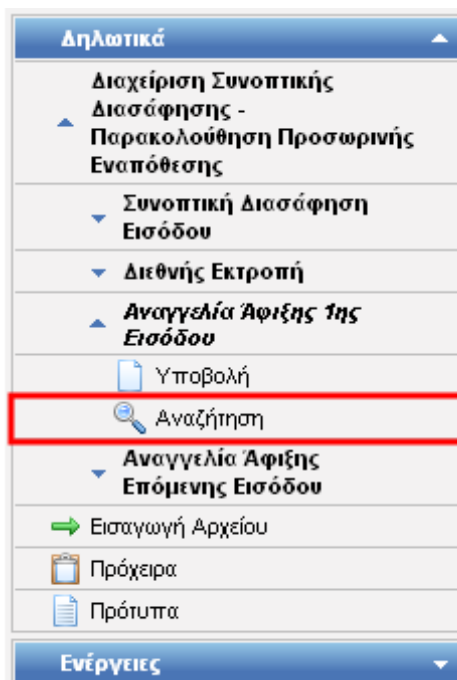 Δηλωτικά
Διαχείριση Συνοπτικής
Διασάφησης -
Παρακολούθηση Προσωρινής
Εναπόθεσης
Συνοπτική Διασάφηση
Εισόδου
Διεθνής Εκτροπή
Αναγγελία Άφιξης 1ης
Εισόδου
Υποβολή
Αναζήτηση
Αναγγελία Άφιξης
Επόμενης Εισόδου
Εισαγωγή Αρχείου
Πρόχειρα
Πρότυπα
Ενέργειες